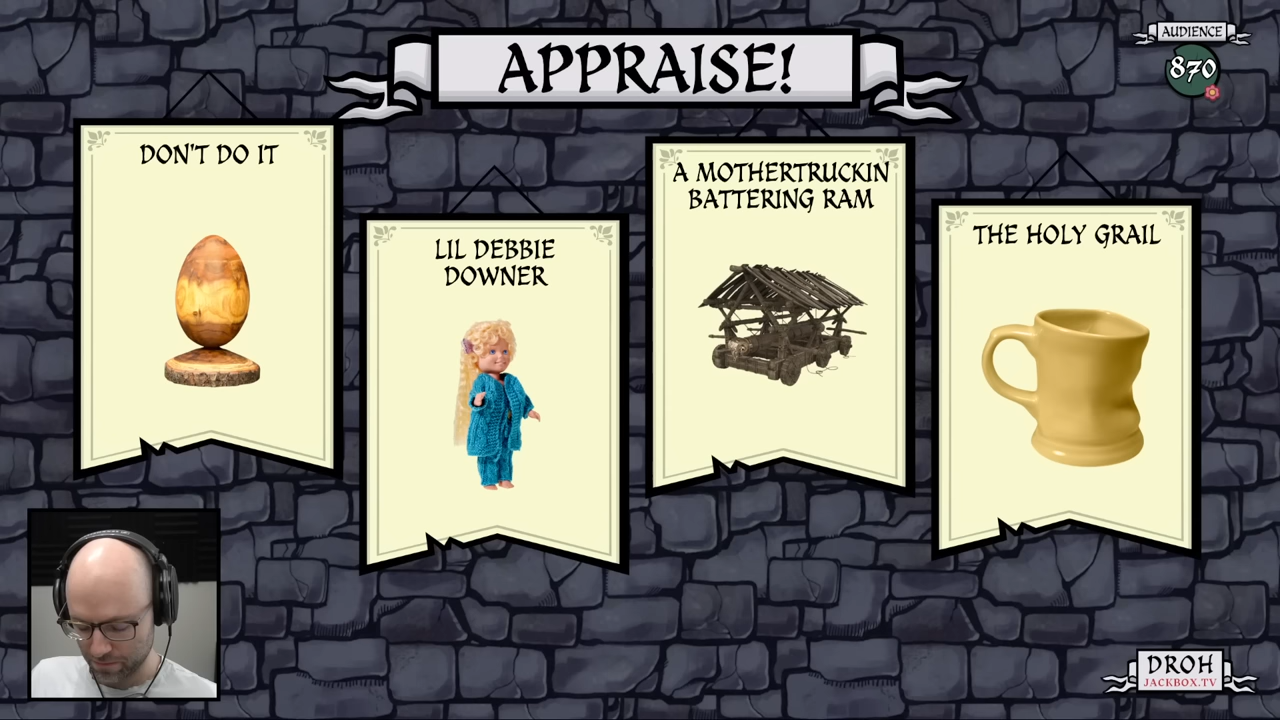 APPRAISE!
AUDIENCE
870
DON'T DO IT
LIL DEBBIE
DOWNER
A MOTHERTRUCKIN
BATTERING RAM
THE HOLY GRAIL
DROH
JACKBOX.TV